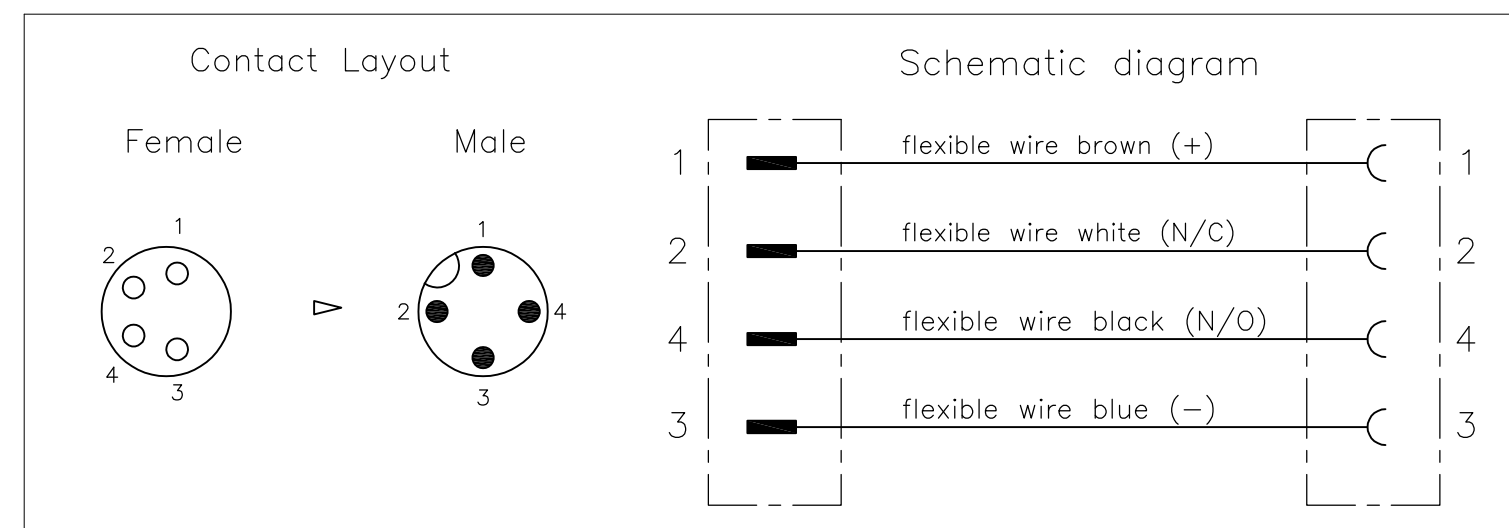 Contact Layout
Female
Male
1
2
4
3
1
2
4
3
Schematic diagram
1 flexible wire brown (+) 1
2 flexible wire white (N/C) 2
4 flexible wire black (N/O) 4
3 flexible wire blue (−) 3